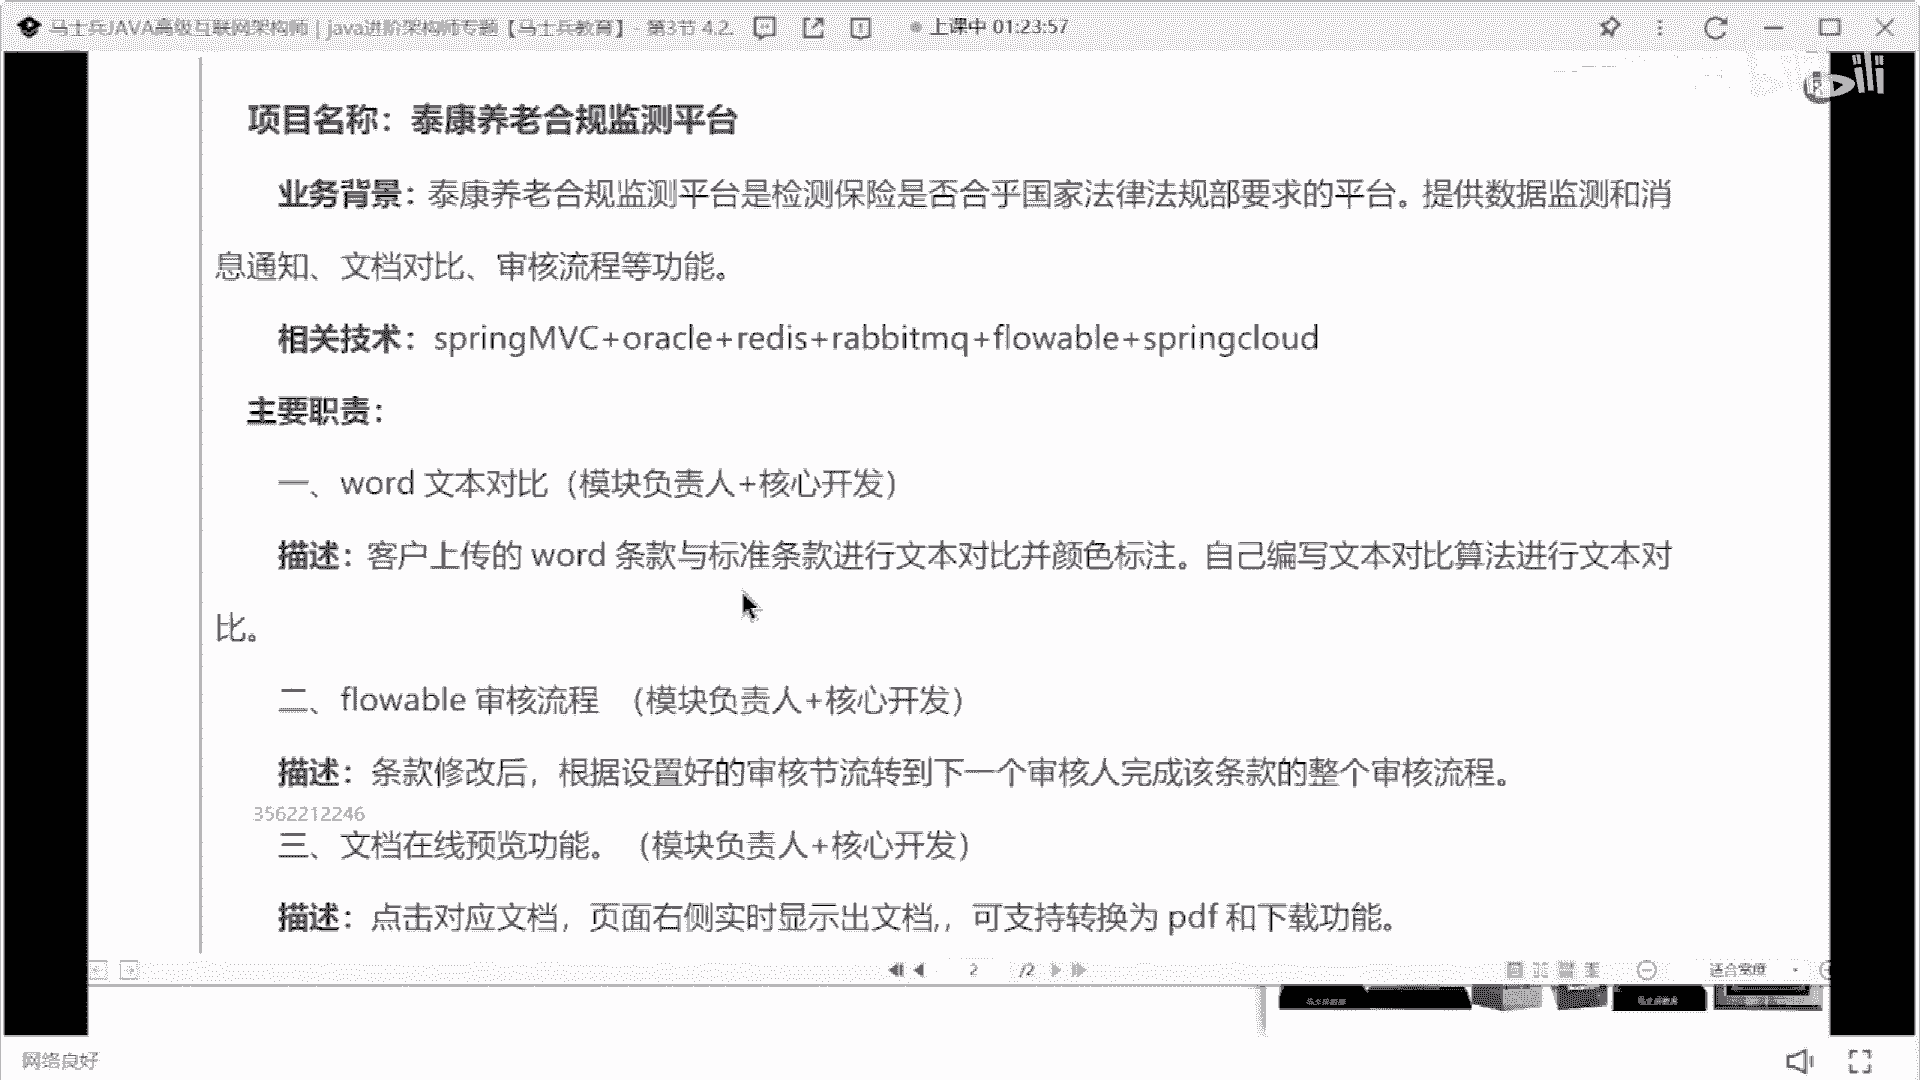 马士兵JAVA高级互联网架构师 | java进阶架构师专题【马士兵教育】 - 第3节 4.2.
上课中 01:23:57
项目名称：泰康养老合规监测平台
业务背景：泰康养老合规监测平台是检测保险是否合乎国家法律法规部要求的平台。提供数据监测和消
息通知、文档对比、审核流程等功能。
相关技术：springMVC+oracle+redis+rabbitmq+flowable+springcloud
主要职责：
一、word 文本对比（模块负责人+核心开发）
描述：客户上传的 word 条款与标准条款进行文本对比并颜色标注。自己编写文本对比算法进行文本对
比。
二、flowable 审核流程 （模块负责人+核心开发）
描述：条款修改后，根据设置好的审核节流转到下一个审核人完成该条款的整个审核流程。
3562212246
三、文档在线预览功能。（模块负责人+核心开发）
描述：点击对应文档，页面右侧实时显示出文档,，可支持转换为 pdf 和下载功能。
2 /2
适合宽度
网络良好